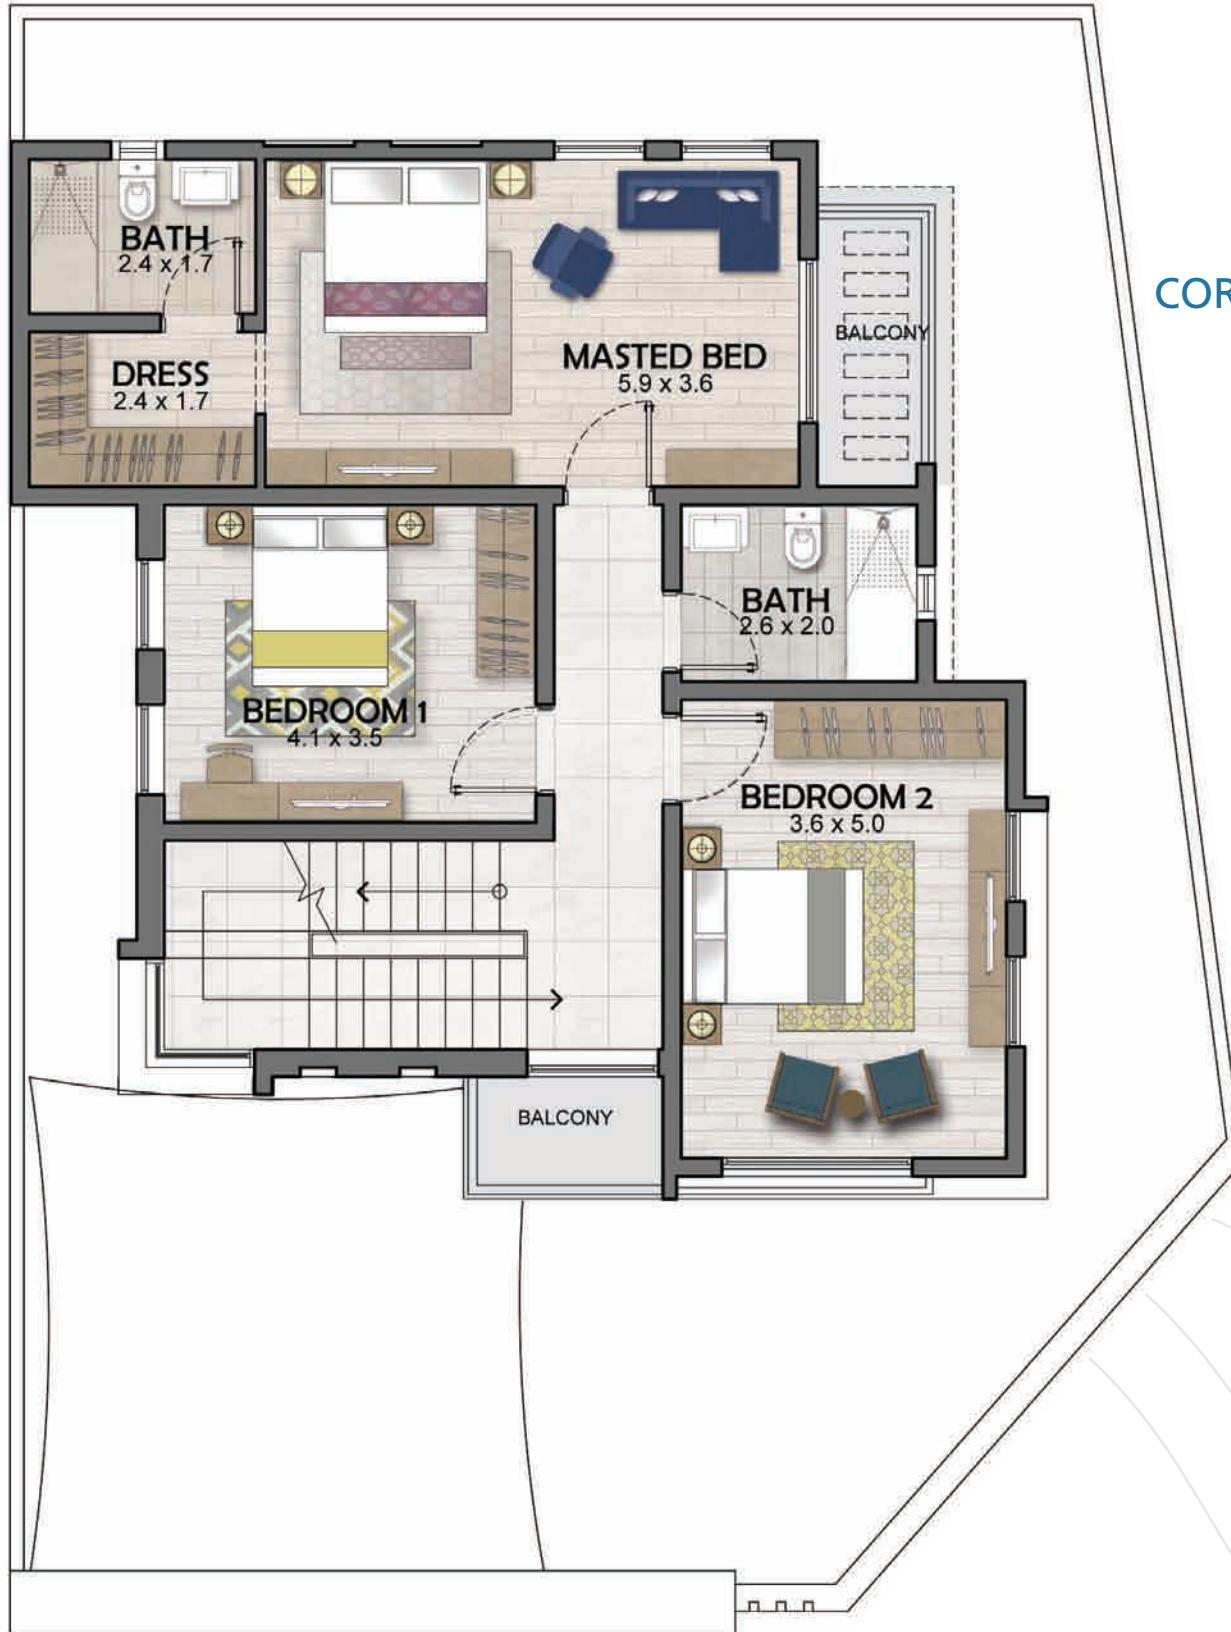 BATH
2.4 x 1.7
COR
BALCONY
MASTED BED
5.9 x 3.6
DRESS
2.4 x 1.7
BATH
2.6 x 2.0
BEDROOM 1
4.1 x 3.5
BEDROOM 2
3.6 x 5.0
BALCONY